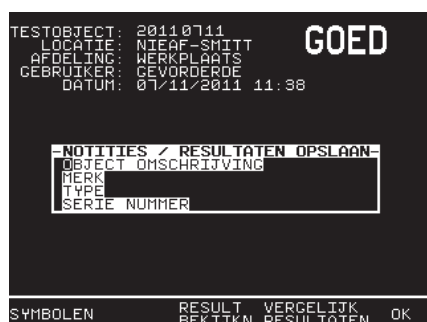 TESTOBJECT: 20110711
LOCATIE: NIEAF-SMITT
GOED
AFDELING: WERKPLAATS
GEBRUIKER: GEVORDERDE
DATUM: 07/11/2011 11:38
NOTITIES / RESULTATEN OPSLAAN
OBJECT OMSCHRIJVING
MERK
TYPE
SERIE NUMMER
SYMBOLEN
RESULT BEKIJKN
VERGELIJK RESULTATEN
OK